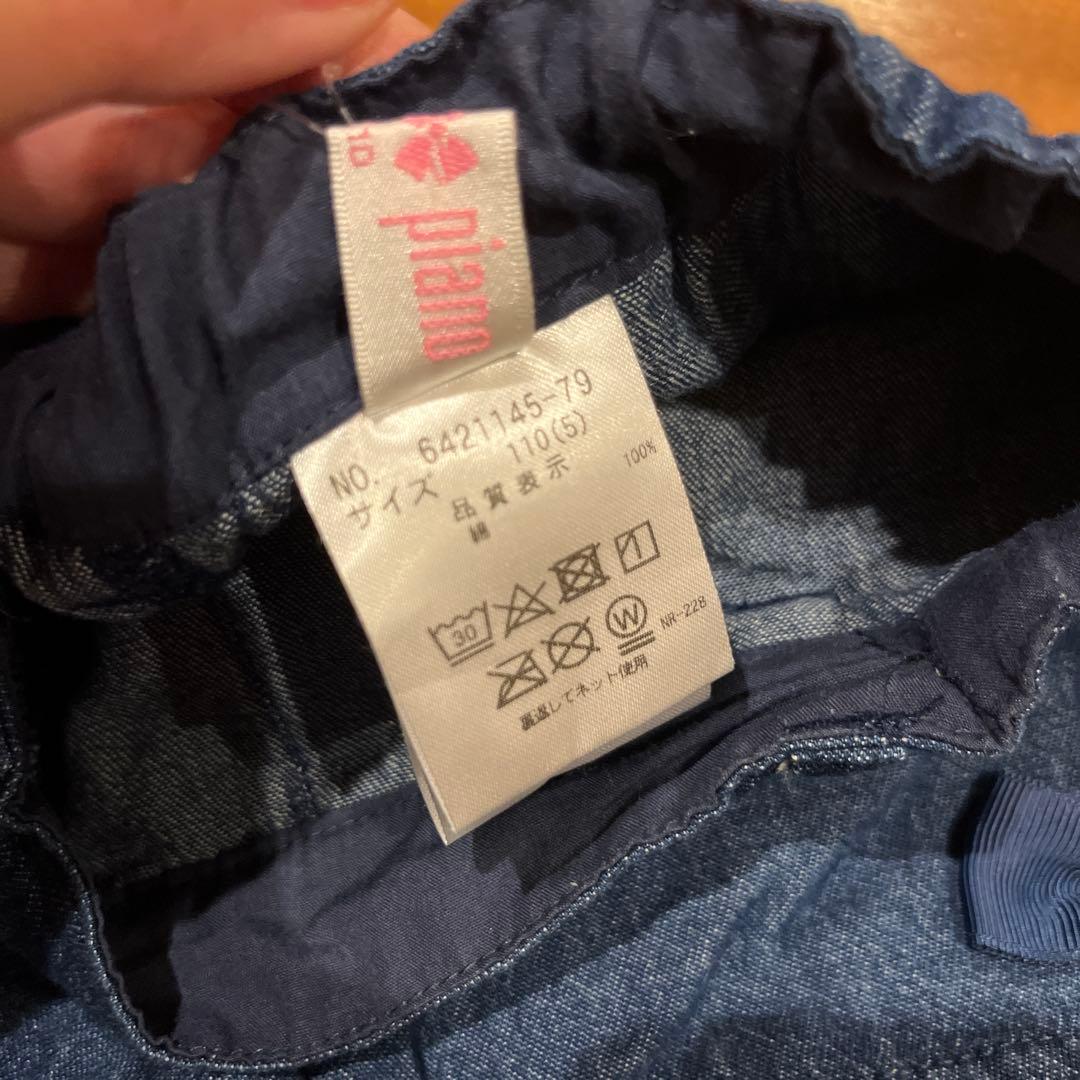 piano
NO. 6421145-79
サイズ 110(5)
品質表示
綿 100%
30
W
NR-228
裏返してネット使用